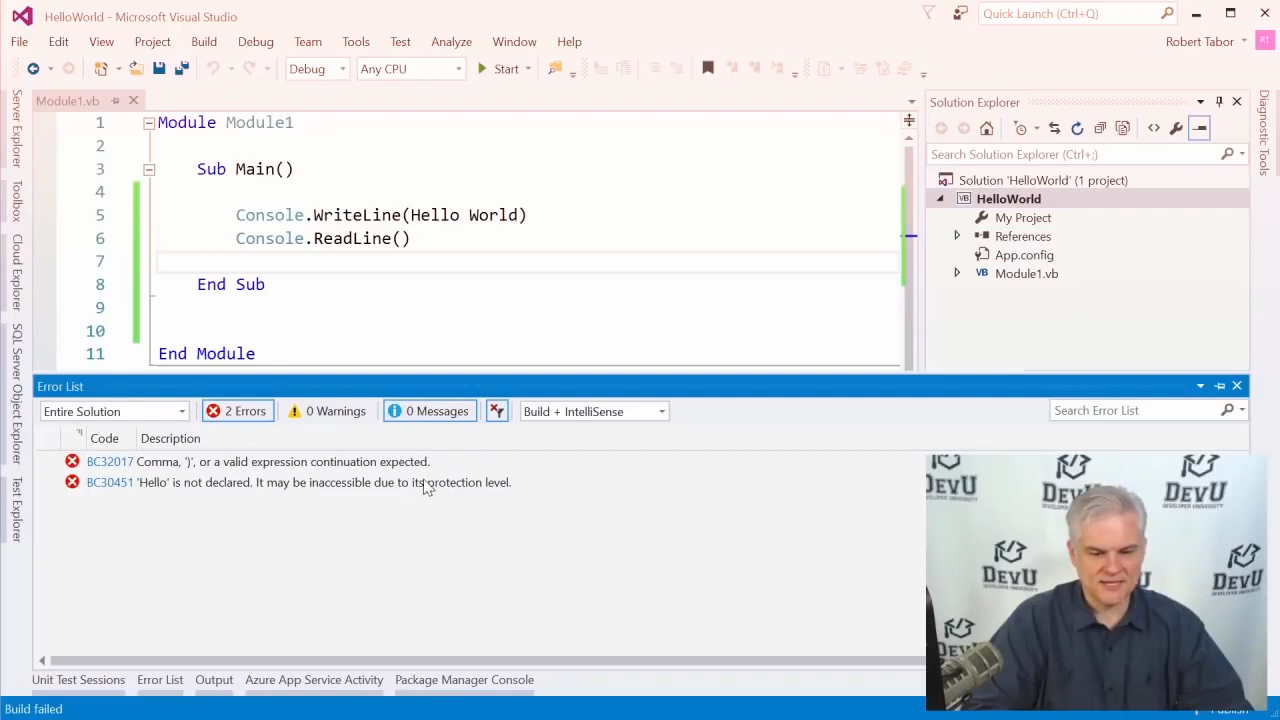 HelloWorld - Microsoft Visual Studio
Quick Launch (Ctrl+Q)
File Edit View Project Build Debug Team Tools Test Analyze Window Help
Robert Tabor RT
Debug Any CPU Start
Server Explorer
Toolbox
Cloud Explorer
SQL Server Object Explorer
Test Explorer
Module1.vb
1 Module Module1
2
3 Sub Main()
4
5 Console.WriteLine(Hello World)
6 Console.ReadLine()
7
8 End Sub
9
10
11 End Module
Solution Explorer
Search Solution Explorer (Ctrl+;)
Solution 'HelloWorld' (1 project)
VB HelloWorld
My Project
References
App.config
VB Module1.vb
Diagnostic Tools
Error List
Entire Solution 2 Errors 0 Warnings 0 Messages Build + IntelliSense Search Error List
Code Description
BC32017 Comma, ')', or a valid expression continuation expected.
BC30451 'Hello' is not declared. It may be inaccessible due to its protection level.
DEVU
DEVELOPER UNIVERSITY
DEVU
DEVELOPER UNIVERSITY
DEVU
DEVU
Unit Test Sessions Error List Output Azure App Service Activity Package Manager Console
Build failed